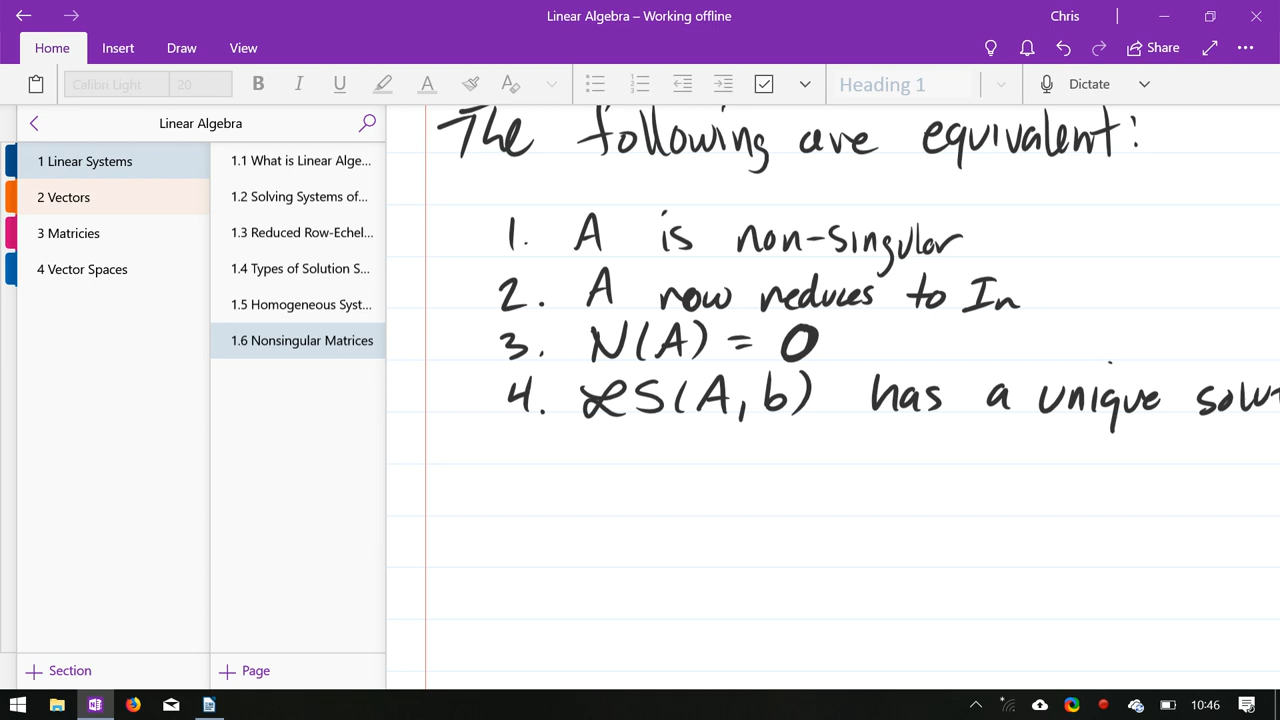 Linear Algebra – Working offline
Chris
Home Insert Draw View
Share
Calibri Light 20 B I U A A Heading 1 Dictate
Linear Algebra
1 Linear Systems
2 Vectors
3 Matricies
4 Vector Spaces
1.1 What is Linear Alge...
1.2 Solving Systems of...
1.3 Reduced Row-Echel...
1.4 Types of Solution S...
1.5 Homogeneous Syst...
1.6 Nonsingular Matrices
The following are equivalent:
1. A is non-singular
2. A row reduces to In
3. N(A) = 0
4. LS(A, b) has a unique solut
+ Section
+ Page
10:46